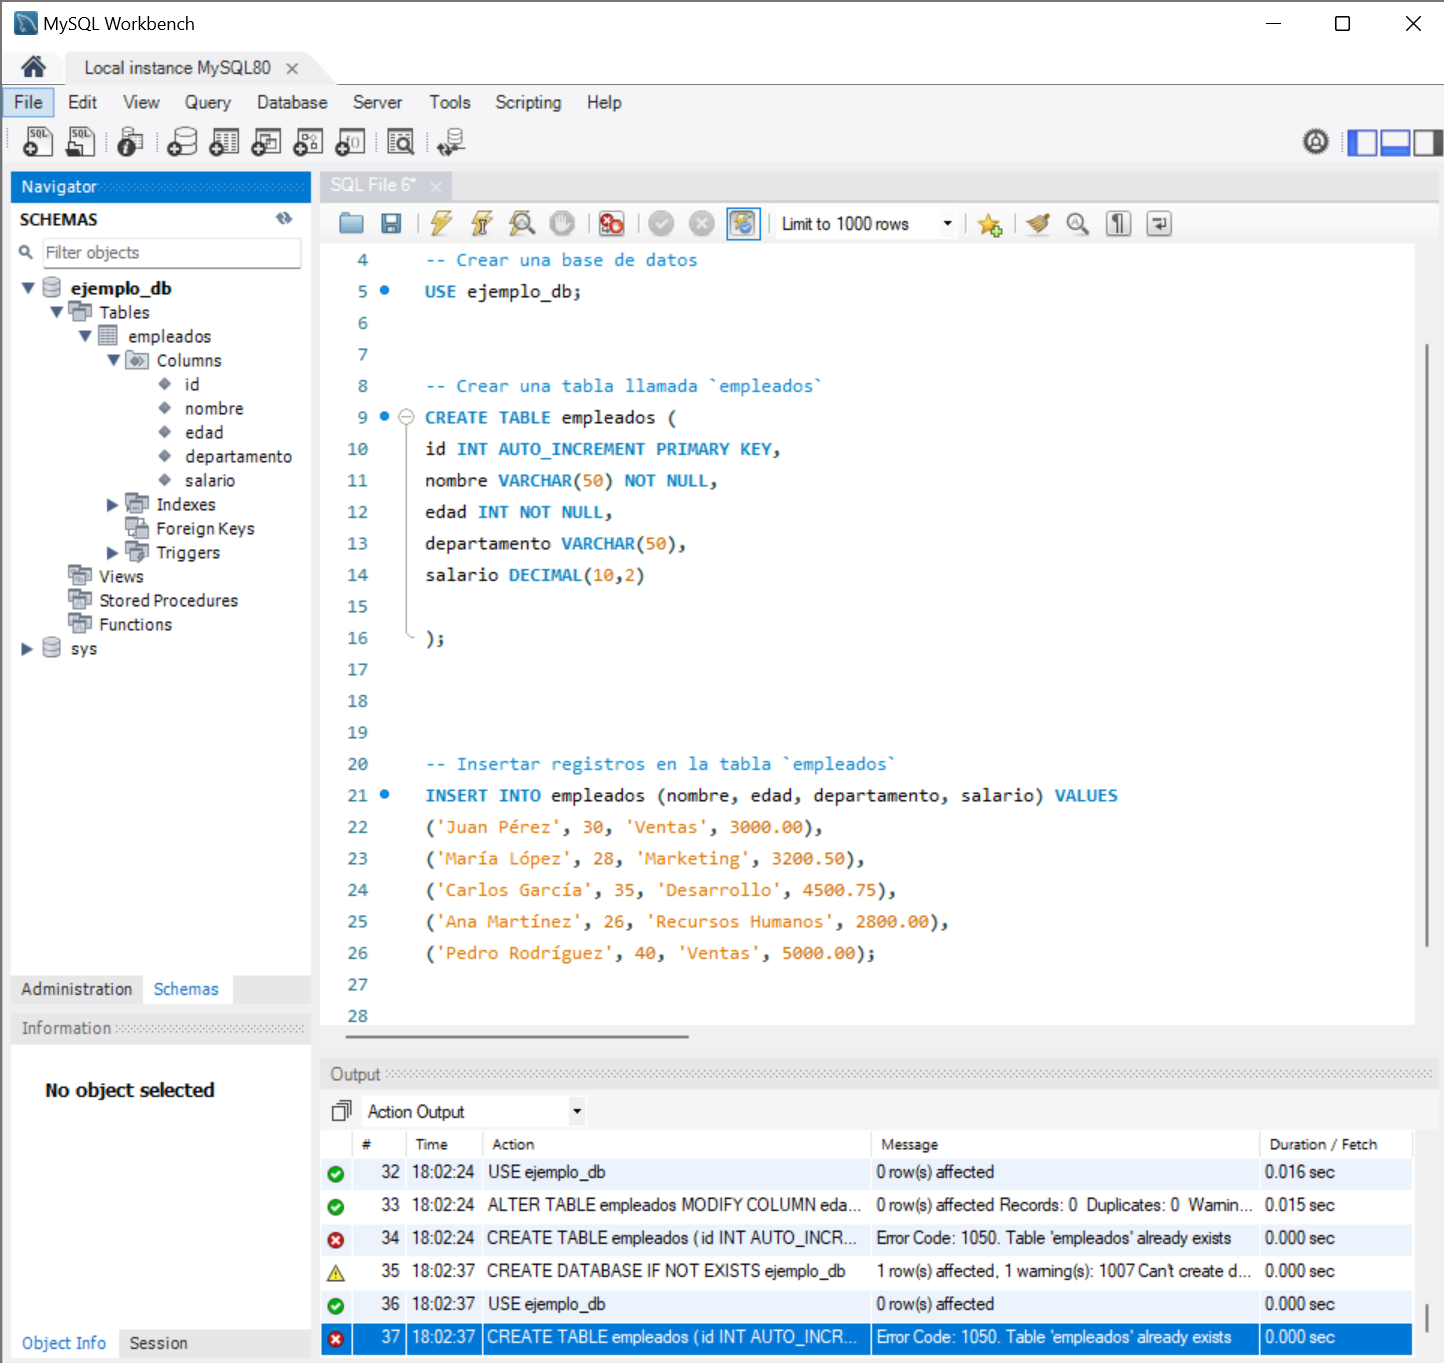 MySQL Workbench
Local instance MySQL80
File Edit View Query Database Server Tools Scripting Help
Navigator
SCHEMAS
Filter objects
ejemplo_db
Tables
empleados
Columns
id
nombre
edad
departamento
salario
Indexes
Foreign Keys
Triggers
Views
Stored Procedures
Functions
sys
Administration Schemas
Information
No object selected
Object Info Session
SQL File 6*
Limit to 1000 rows
4 -- Crear una base de datos
5 USE ejemplo_db;
6
7
8 -- Crear una tabla llamada `empleados`
9 CREATE TABLE empleados (
10 id INT AUTO_INCREMENT PRIMARY KEY,
11 nombre VARCHAR(50) NOT NULL,
12 edad INT NOT NULL,
13 departamento VARCHAR(50),
14 salario DECIMAL(10,2)
15
16 );
17
18
19
20 -- Insertar registros en la tabla `empleados`
21 INSERT INTO empleados (nombre, edad, departamento, salario) VALUES
22 ('Juan Pérez', 30, 'Ventas', 3000.00),
23 ('María López', 28, 'Marketing', 3200.50),
24 ('Carlos García', 35, 'Desarrollo', 4500.75),
25 ('Ana Martínez', 26, 'Recursos Humanos', 2800.00),
26 ('Pedro Rodríguez', 40, 'Ventas', 5000.00);
27
28
Output
Action Output
# Time Action Message Duration / Fetch
32 18:02:24 USE ejemplo_db 0 row(s) affected 0.016 sec
33 18:02:24 ALTER TABLE empleados MODIFY COLUMN eda... 0 row(s) affected Records: 0 Duplicates: 0 Warnin... 0.015 sec
34 18:02:24 CREATE TABLE empleados ( id INT AUTO_INCR... Error Code: 1050. Table 'empleados' already exists 0.000 sec
35 18:02:37 CREATE DATABASE IF NOT EXISTS ejemplo_db 1 row(s) affected, 1 warning(s): 1007 Can't create d... 0.000 sec
36 18:02:37 USE ejemplo_db 0 row(s) affected 0.000 sec
37 18:02:37 CREATE TABLE empleados ( id INT AUTO_INCR... Error Code: 1050. Table 'empleados' already exists 0.000 sec